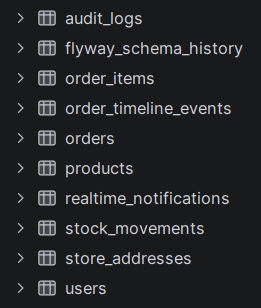 audit_logs
flyway_schema_history
order_items
order_timeline_events
orders
products
realtime_notifications
stock_movements
store_addresses
users